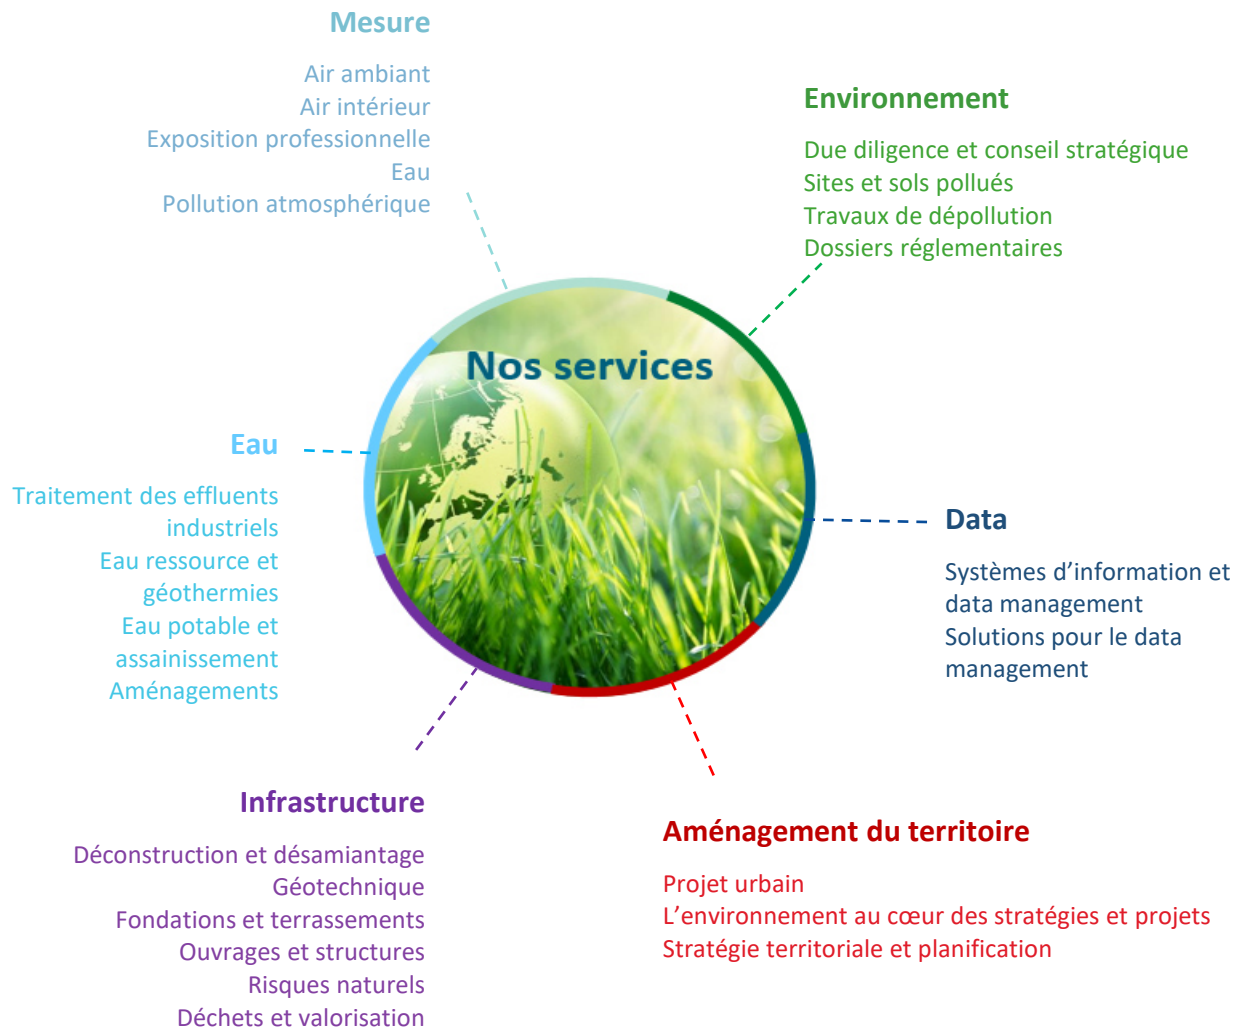 Mesure
Air ambiant
Air intérieur
Exposition professionnelle
Eau
Pollution atmosphérique
Environnement
Due diligence et conseil stratégique
Sites et sols pollués
Travaux de dépollution
Dossiers réglementaires
Nos services
Eau
Traitement des effluents
industriels
Eau ressource et
géothermies
Eau potable et
assainissement
Aménagements
Data
Systèmes d'information et
data management
Solutions pour le data
management
Infrastructure
Déconstruction et désamiantage
Géotechnique
Fondations et terrassements
Ouvrages et structures
Risques naturels
Déchets et valorisation
Aménagement du territoire
Projet urbain
L'environnement au cœur des stratégies et projets
Stratégie territoriale et planification